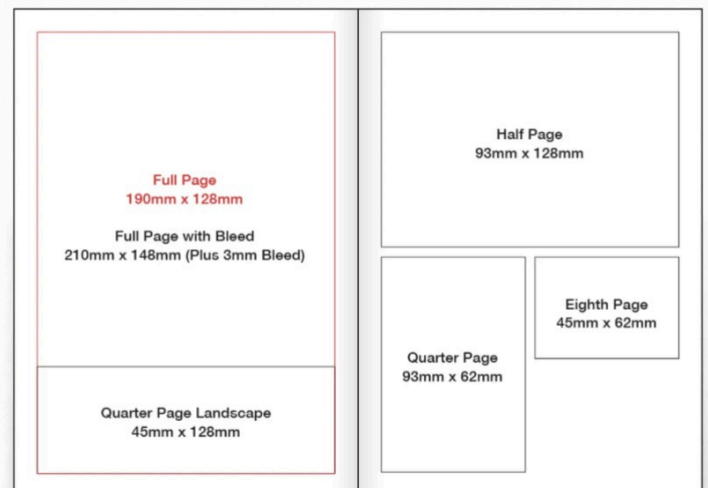 Full Page
190mm x 128mm
Full Page with Bleed
210mm x 148mm (Plus 3mm Bleed)
Quarter Page Landscape
45mm x 128mm
Half Page
93mm x 128mm
Quarter Page
93mm x 62mm
Eighth Page
45mm x 62mm